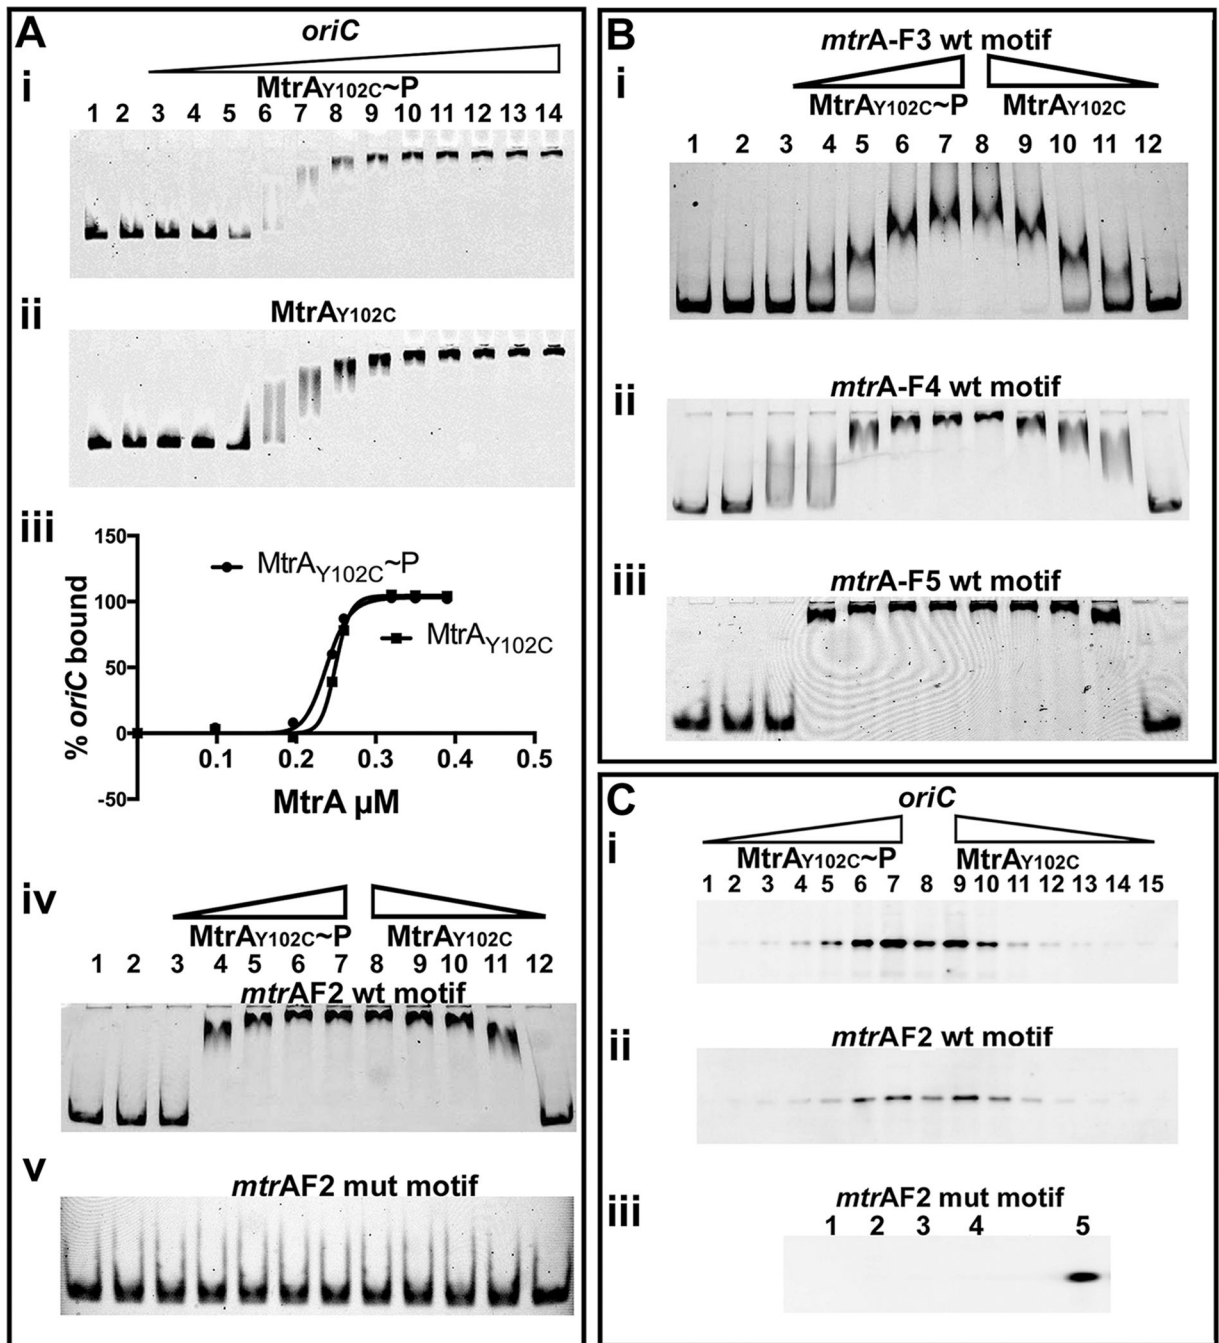 A
oriC
i
MtrAY102C~P
1 2 3 4 5 6 7 8 9 10 11 12 13 14
ii
MtrAY102C
iii
150
100
50
0
-50
% oriC bound
MtrAY102C~P
MtrAY102C
0.1 0.2 0.3 0.4 0.5
MtrA µM
iv
MtrAY102C~P MtrAY102C
1 2 3 4 5 6 7 8 9 10 11 12
mtrAF2 wt motif
v
mtrAF2 mut motif
B
mtrA-F3 wt motif
i
MtrAY102C~P MtrAY102C
1 2 3 4 5 6 7 8 9 10 11 12
ii
mtrA-F4 wt motif
iii
mtrA-F5 wt motif
C
oriC
i
MtrAY102C~P MtrAY102C
1 2 3 4 5 6 7 8 9 10 11 12 13 14 15
ii
mtrAF2 wt motif
iii
mtrAF2 mut motif
1 2 3 4 5